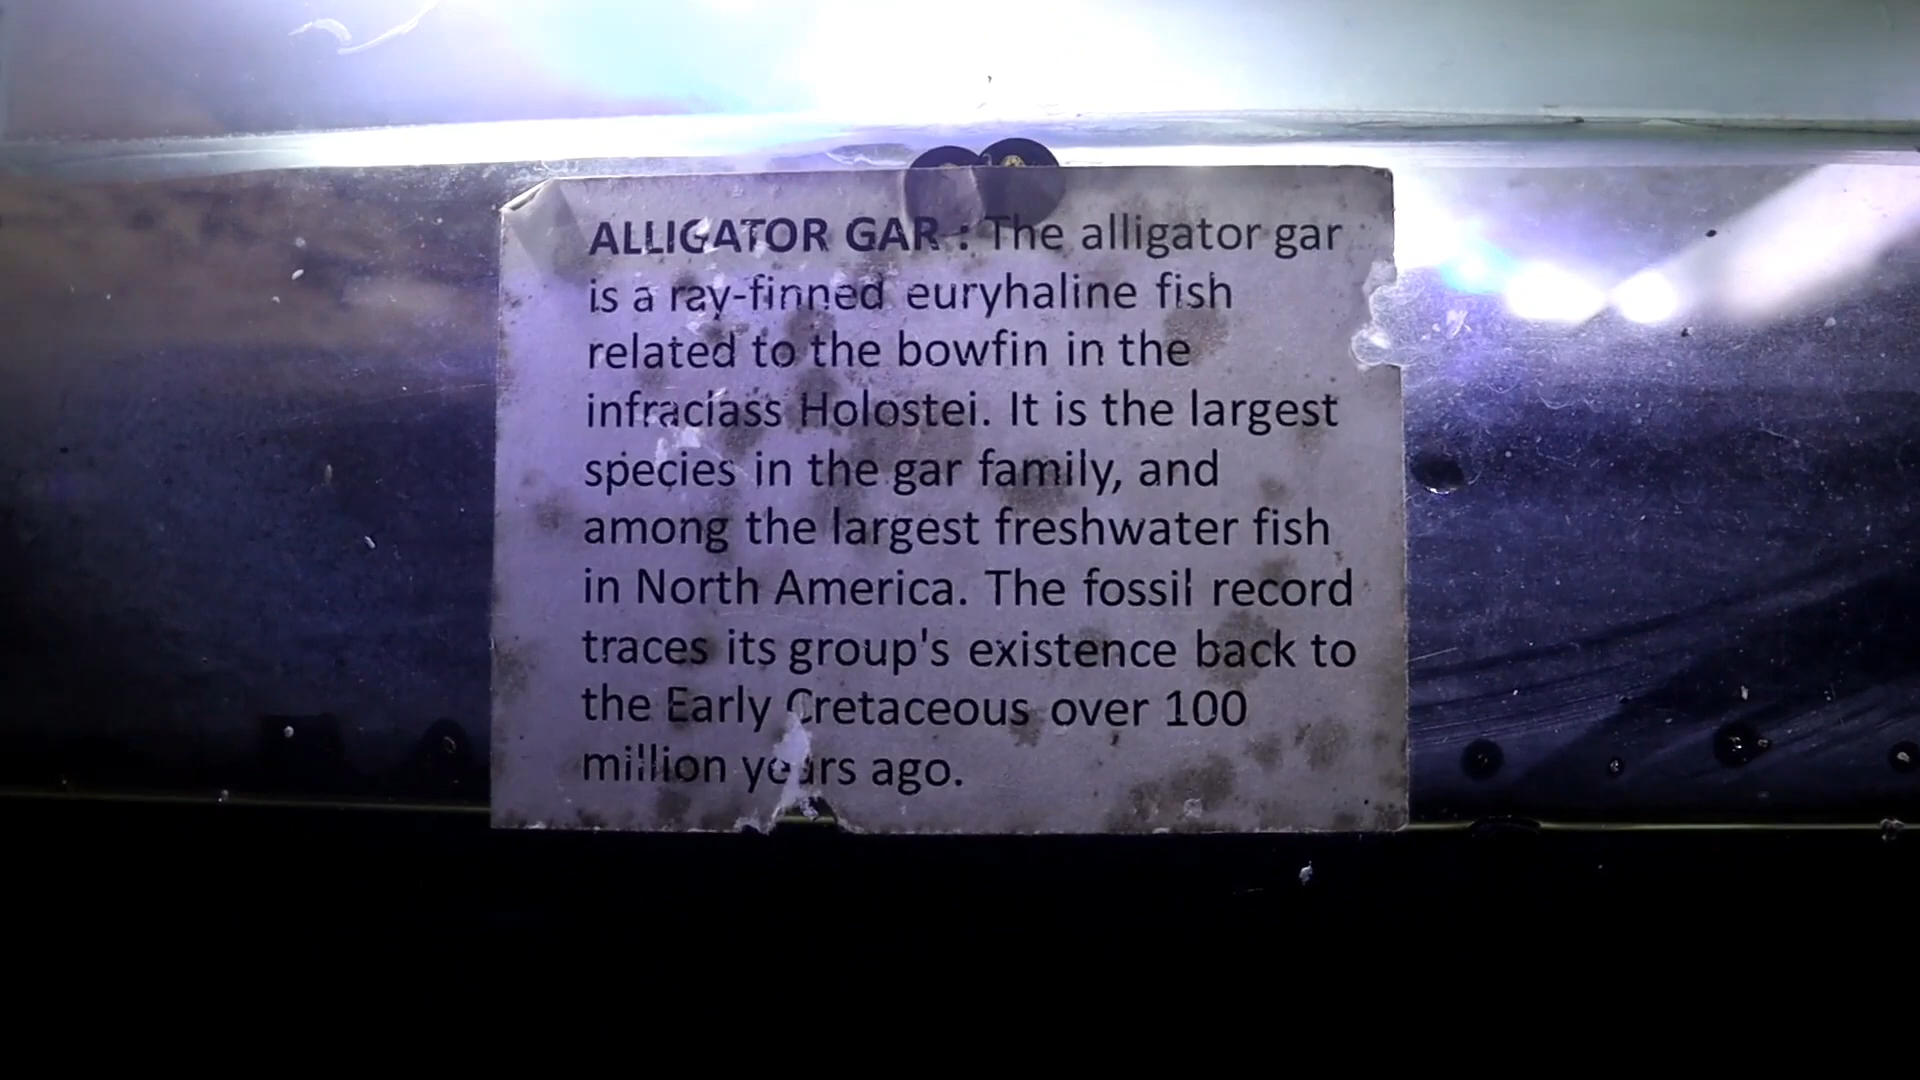 ALLIGATOR GAR : The alligator gar
is a ray-finned euryhaline fish
related to the bowfin in the
infraclass Holostei. It is the largest
species in the gar family, and
among the largest freshwater fish
in North America. The fossil record
traces its group's existence back to
the Early Cretaceous over 100
million years ago.